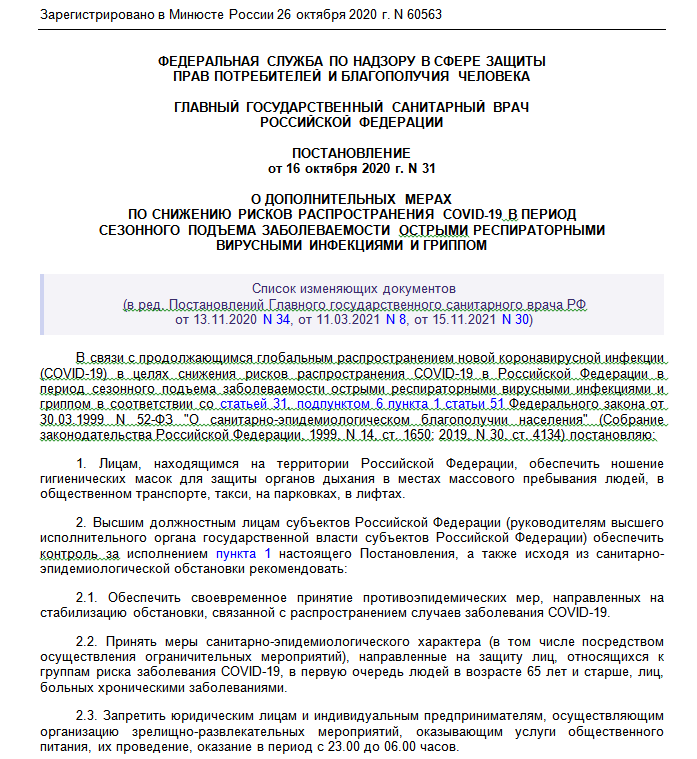 Зарегистрировано в Минюсте России 26 октября 2020 г. N 60563
ФЕДЕРАЛЬНАЯ СЛУЖБА ПО НАДЗОРУ В СФЕРЕ ЗАЩИТЫ
ПРАВ ПОТРЕБИТЕЛЕЙ И БЛАГОПОЛУЧИЯ ЧЕЛОВЕКА
ГЛАВНЫЙ ГОСУДАРСТВЕННЫЙ САНИТАРНЫЙ ВРАЧ
РОССИЙСКОЙ ФЕДЕРАЦИИ
ПОСТАНОВЛЕНИЕ
от 16 октября 2020 г. N 31
О ДОПОЛНИТЕЛЬНЫХ МЕРАХ
ПО СНИЖЕНИЮ РИСКОВ РАСПРОСТРАНЕНИЯ COVID-19 В ПЕРИОД
СЕЗОННОГО ПОДЪЕМА ЗАБОЛЕВАЕМОСТИ ОСТРЫМИ РЕСПИРАТОРНЫМИ
ВИРУСНЫМИ ИНФЕКЦИЯМИ И ГРИППОМ
Список изменяющих документов
(в ред. Постановлений Главного государственного санитарного врача РФ
от 13.11.2020 N 34, от 11.03.2021 N 8, от 15.11.2021 N 30)
В связи с продолжающимся глобальным распространением новой коронавирусной инфекции
(COVID-19) в целях снижения рисков распространения COVID-19 в Российской Федерации в
период сезонного подъема заболеваемости острыми респираторными вирусными инфекциями и
гриппом в соответствии со статьей 31, подпунктом 6 пункта 1 статьи 51 Федерального закона от
30.03.1999 N 52-ФЗ "О санитарно-эпидемиологическом благополучии населения" (Собрание
законодательства Российской Федерации, 1999, N 14, ст. 1650; 2019, N 30, ст. 4134) постановляю:
1. Лицам, находящимся на территории Российской Федерации, обеспечить ношение
гигиенических масок для защиты органов дыхания в местах массового пребывания людей, в
общественном транспорте, такси, на парковках, в лифтах.
2. Высшим должностным лицам субъектов Российской Федерации (руководителям высшего
исполнительного органа государственной власти субъектов Российской Федерации) обеспечить
контроль за исполнением пункта 1 настоящего Постановления, а также исходя из санитарно-
эпидемиологической обстановки рекомендовать:
2.1. Обеспечить своевременное принятие противоэпидемических мер, направленных на
стабилизацию обстановки, связанной с распространением случаев заболевания COVID-19.
2.2. Принять меры санитарно-эпидемиологического характера (в том числе посредством
осуществления ограничительных мероприятий), направленные на защиту лиц, относящихся к
группам риска заболевания COVID-19, в первую очередь людей в возрасте 65 лет и старше, лиц,
больных хроническими заболеваниями.
2.3. Запретить юридическим лицам и индивидуальным предпринимателям, осуществляющим
организацию зрелищно-развлекательных мероприятий, оказывающим услуги общественного
питания, их проведение, оказание в период с 23.00 до 06.00 часов.